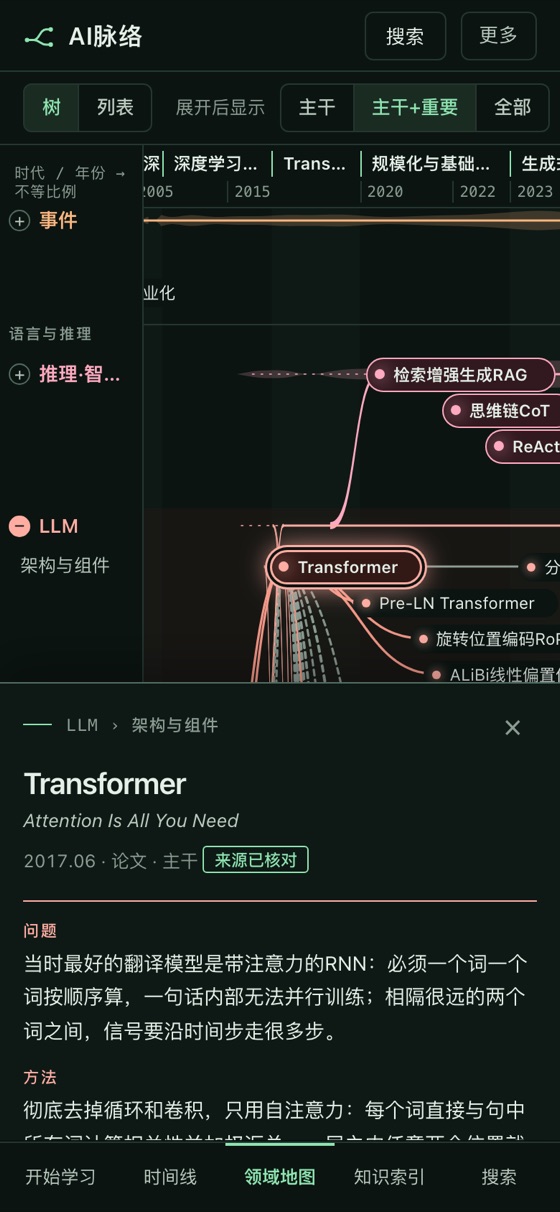 AI脉络
搜索
更多
树
列表
展开后显示
主干
主干+重要
全部
时代 / 年份 →
不等比例
深
深度学习...
Trans...
规模化与基础...
生成
2005
2015
2020
2022
2023
事件
业化
语言与推理
推理·智...
检索增强生成RAG
思维链CoT
ReAct
LLM
架构与组件
Transformer
分
Pre-LN Transformer
旋转位置编码RoP
ALiBi线性偏置
LLM › 架构与组件
Transformer
Attention Is All You Need
2017.06 · 论文 · 主干 来源已核对
问题
当时最好的翻译模型是带注意力的RNN：必须一个词一个
词按顺序算，一句话内部无法并行训练；相隔很远的两个
词之间，信号要沿时间步走很多步。
方法
彻底去掉循环和卷积，只用自注意力：每个词直接与句中
开始学习
时间线
领域地图
知识索引
搜索